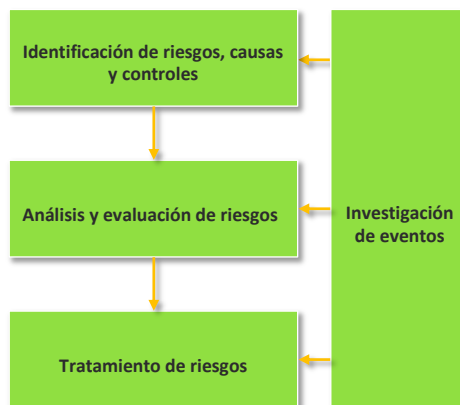 Identificación de riesgos, causas
y controles
Análisis y evaluación de riesgos
Investigación
de eventos
Tratamiento de riesgos